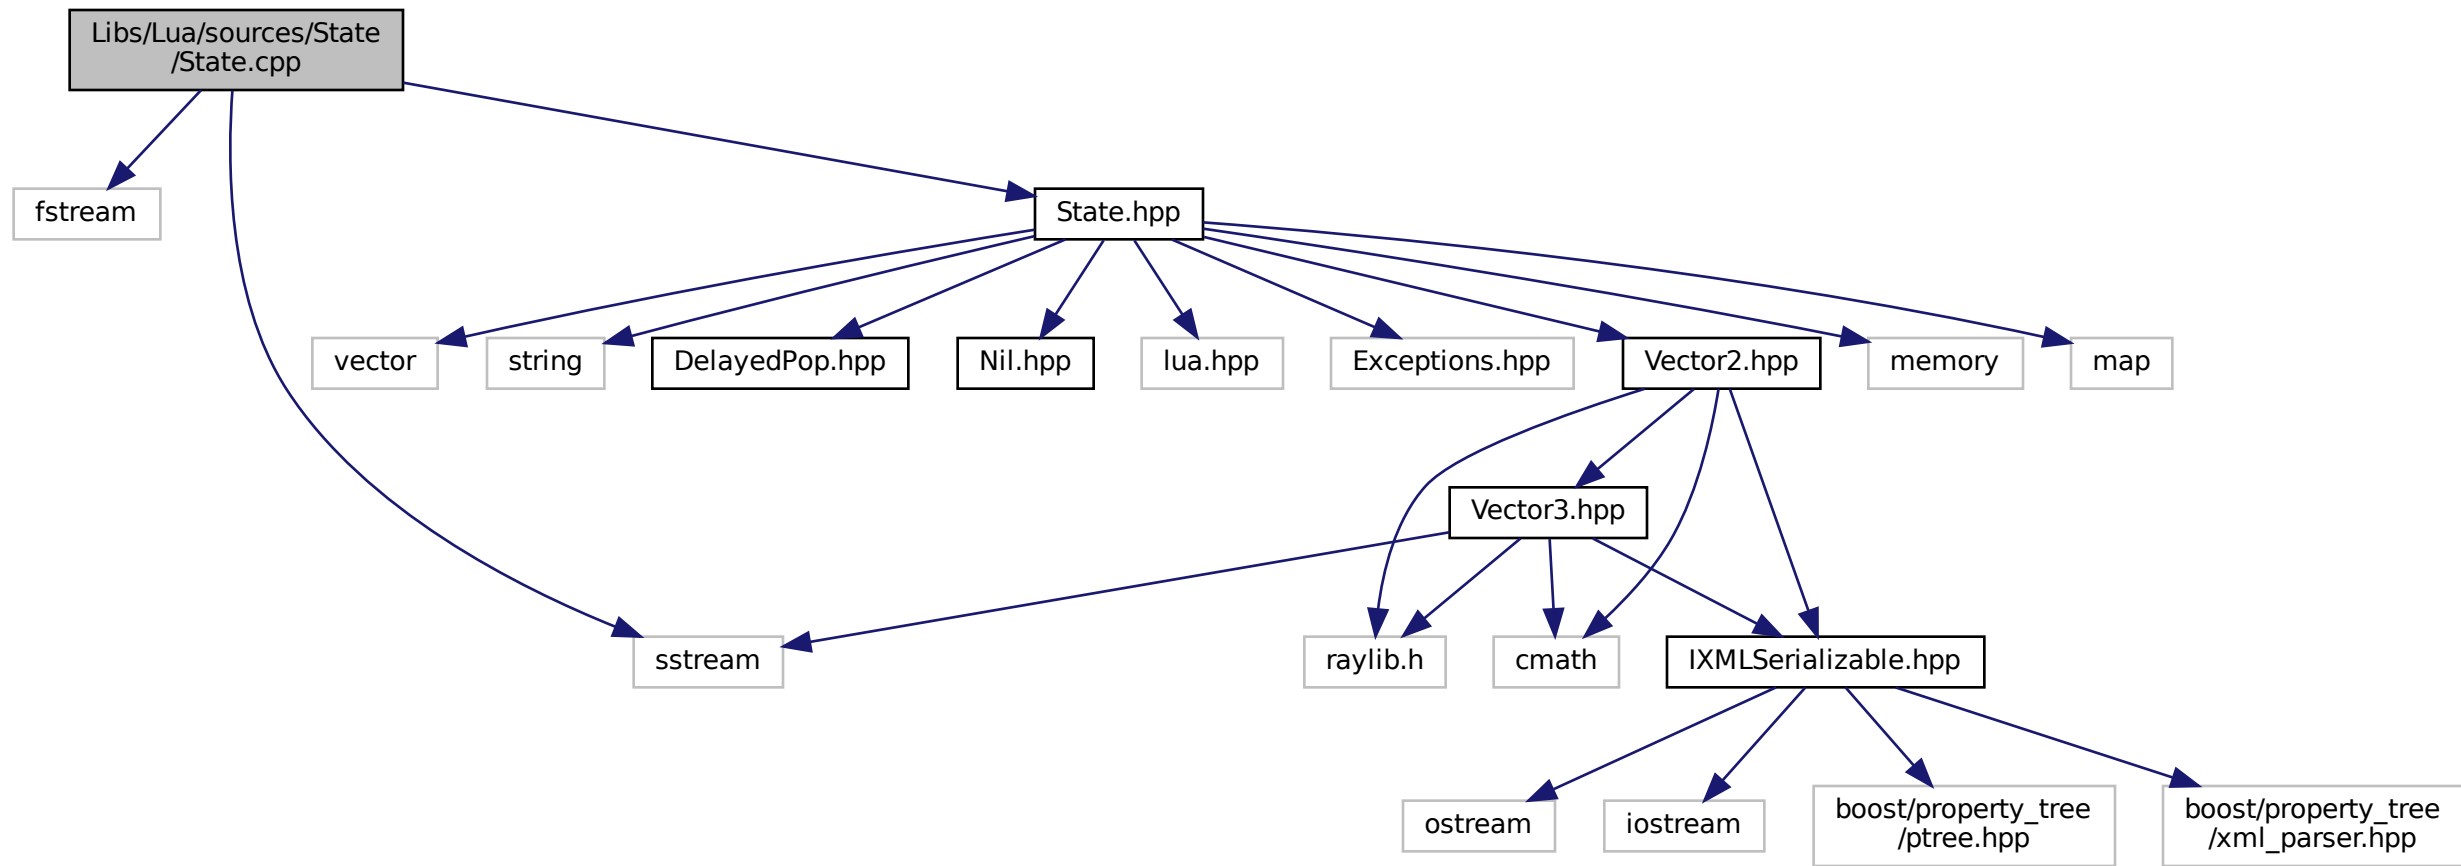 Libs/Lua/sources/State
/State.cpp
fstream
State.hpp
vector
string
DelayedPop.hpp
Nil.hpp
lua.hpp
Exceptions.hpp
Vector2.hpp
memory
map
Vector3.hpp
sstream
raylib.h
cmath
IXMLSerializable.hpp
ostream
iostream
boost/property_tree
/ptree.hpp
boost/property_tree
/xml_parser.hpp